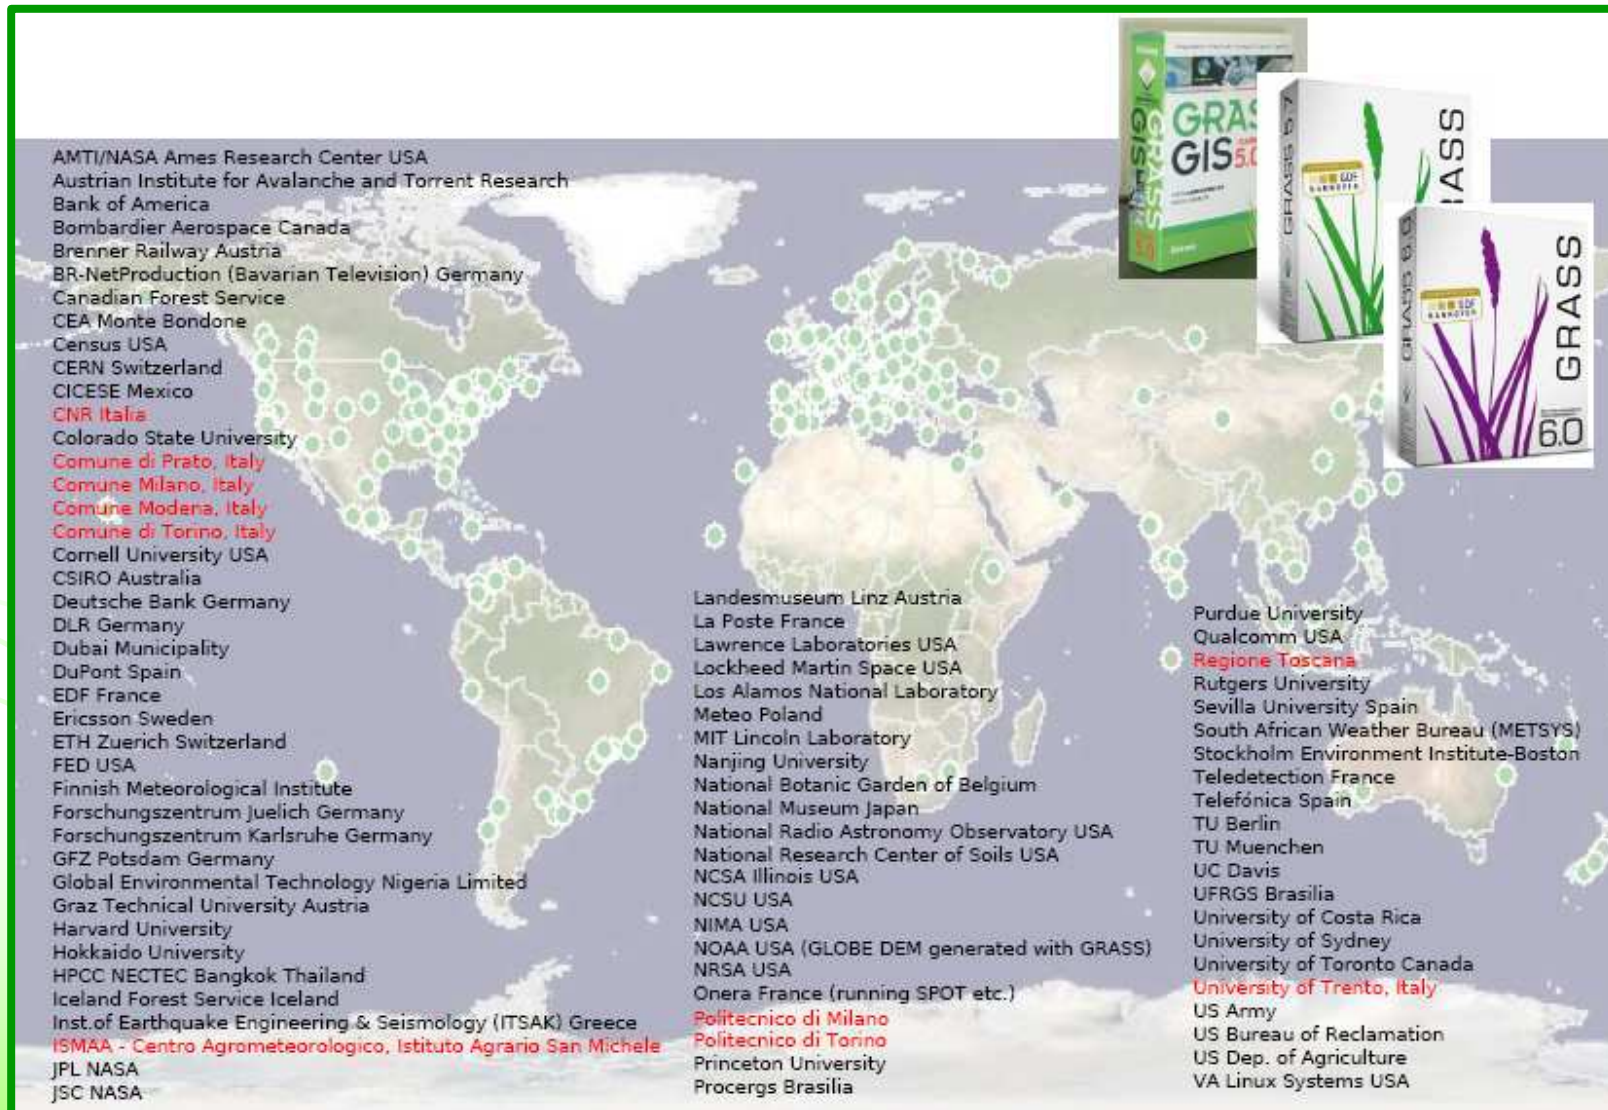 AMTI/NASA Ames Research Center USA
Austrian Institute for Avalanche and Torrent Research
Bank of America
Bombardier Aerospace Canada
Brenner Railway Austria
BR-NetProduction (Bavarian Television) Germany
Canadian Forest Service
CEA Monte Bondone
Census USA
CERN Switzerland
CICESE Mexico
CNR Italia
Colorado State University
Comune di Prato, Italy
Comune Milano, Italy
Comune Modena, Italy
Comune di Torino, Italy
Cornell University USA
CSIRO Australia
Deutsche Bank Germany
DLR Germany
Dubai Municipality
DuPont Spain
EDF France
Ericsson Sweden
ETH Zuerich Switzerland
FED USA
Finnish Meteorological Institute
Forschungszentrum Juelich Germany
Forschungszentrum Karlsruhe Germany
GFZ Potsdam Germany
Global Environmental Technology Nigeria Limited
Graz Technical University Austria
Harvard University
Hokkaido University
HPCC NECTEC Bangkok Thailand
Iceland Forest Service Iceland
Inst.of Earthquake Engineering & Seismology (ITSAK) Greece
ISMAA - Centro Agrometeorologico, Istituto Agrario San Michele
JPL NASA
JSC NASA
Landesmuseum Linz Austria
La Poste France
Lawrence Laboratories USA
Lockheed Martin Space USA
Los Alamos National Laboratory
Meteo Poland
MIT Lincoln Laboratory
Nanjing University
National Botanic Garden of Belgium
National Museum Japan
National Radio Astronomy Observatory USA
National Research Center of Soils USA
NCSA Illinois USA
NCSU USA
NIMA USA
NOAA USA (GLOBE DEM generated with GRASS)
NRSA USA
Onera France (running SPOT etc.)
Politecnico di Milano
Politecnico di Torino
Princeton University
Procergs Brasilia
Purdue University
Qualcomm USA
Regione Toscana
Rutgers University
Sevilla University Spain
South African Weather Bureau (METSYS)
Stockholm Environment Institute-Boston
Teledetection France
Telefónica Spain
TU Berlin
TU Muenchen
UC Davis
UFRGS Brasilia
University of Costa Rica
University of Sydney
University of Toronto Canada
University of Trento, Italy
US Army
US Bureau of Reclamation
US Dep. of Agriculture
VA Linux Systems USA
GRAS
GIS 5.0
GRASS
GIS
5.0
GRASS 5.7
RASS
GDF
HANNOVER
GRASS 6.0
GRASS
6.0
GDF
HANNOVER